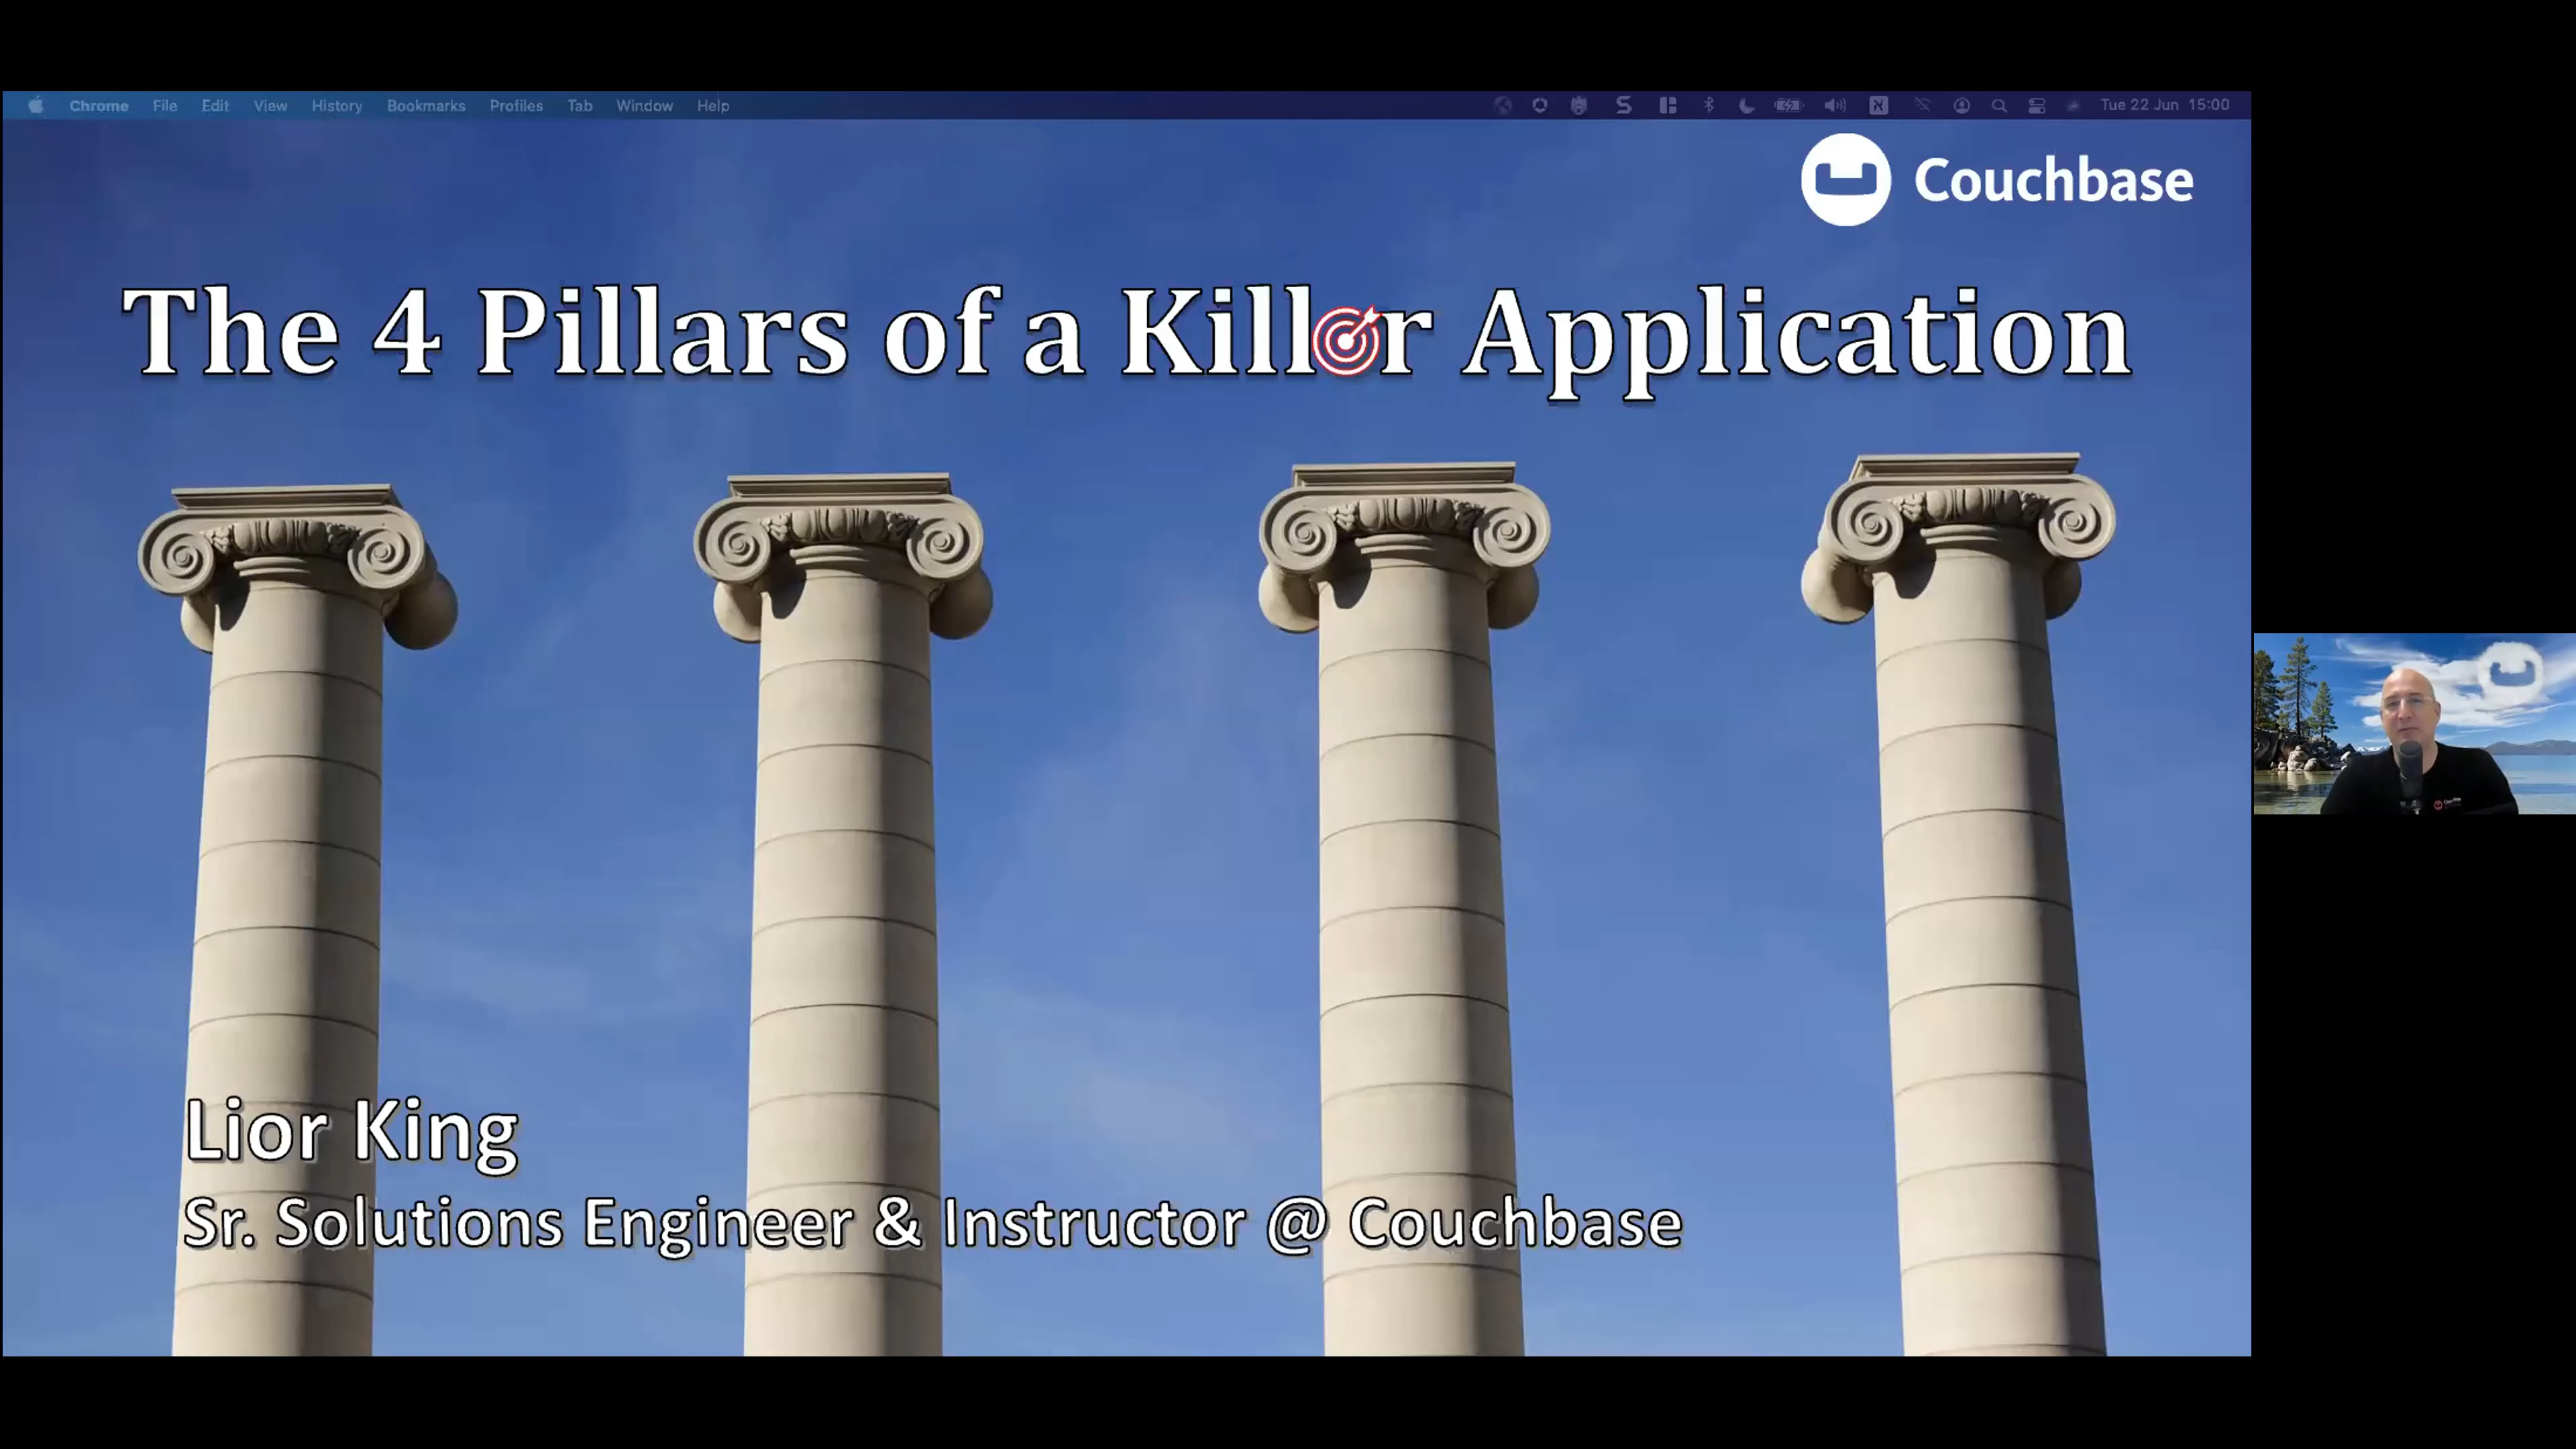 Chrome File Edit View History Bookmarks Profiles Tab Window Help Tue 22 Jun 15:00
Couchbase
The 4 Pillars of a Killer Application
Lior King
Sr. Solutions Engineer & Instructor @ Couchbase